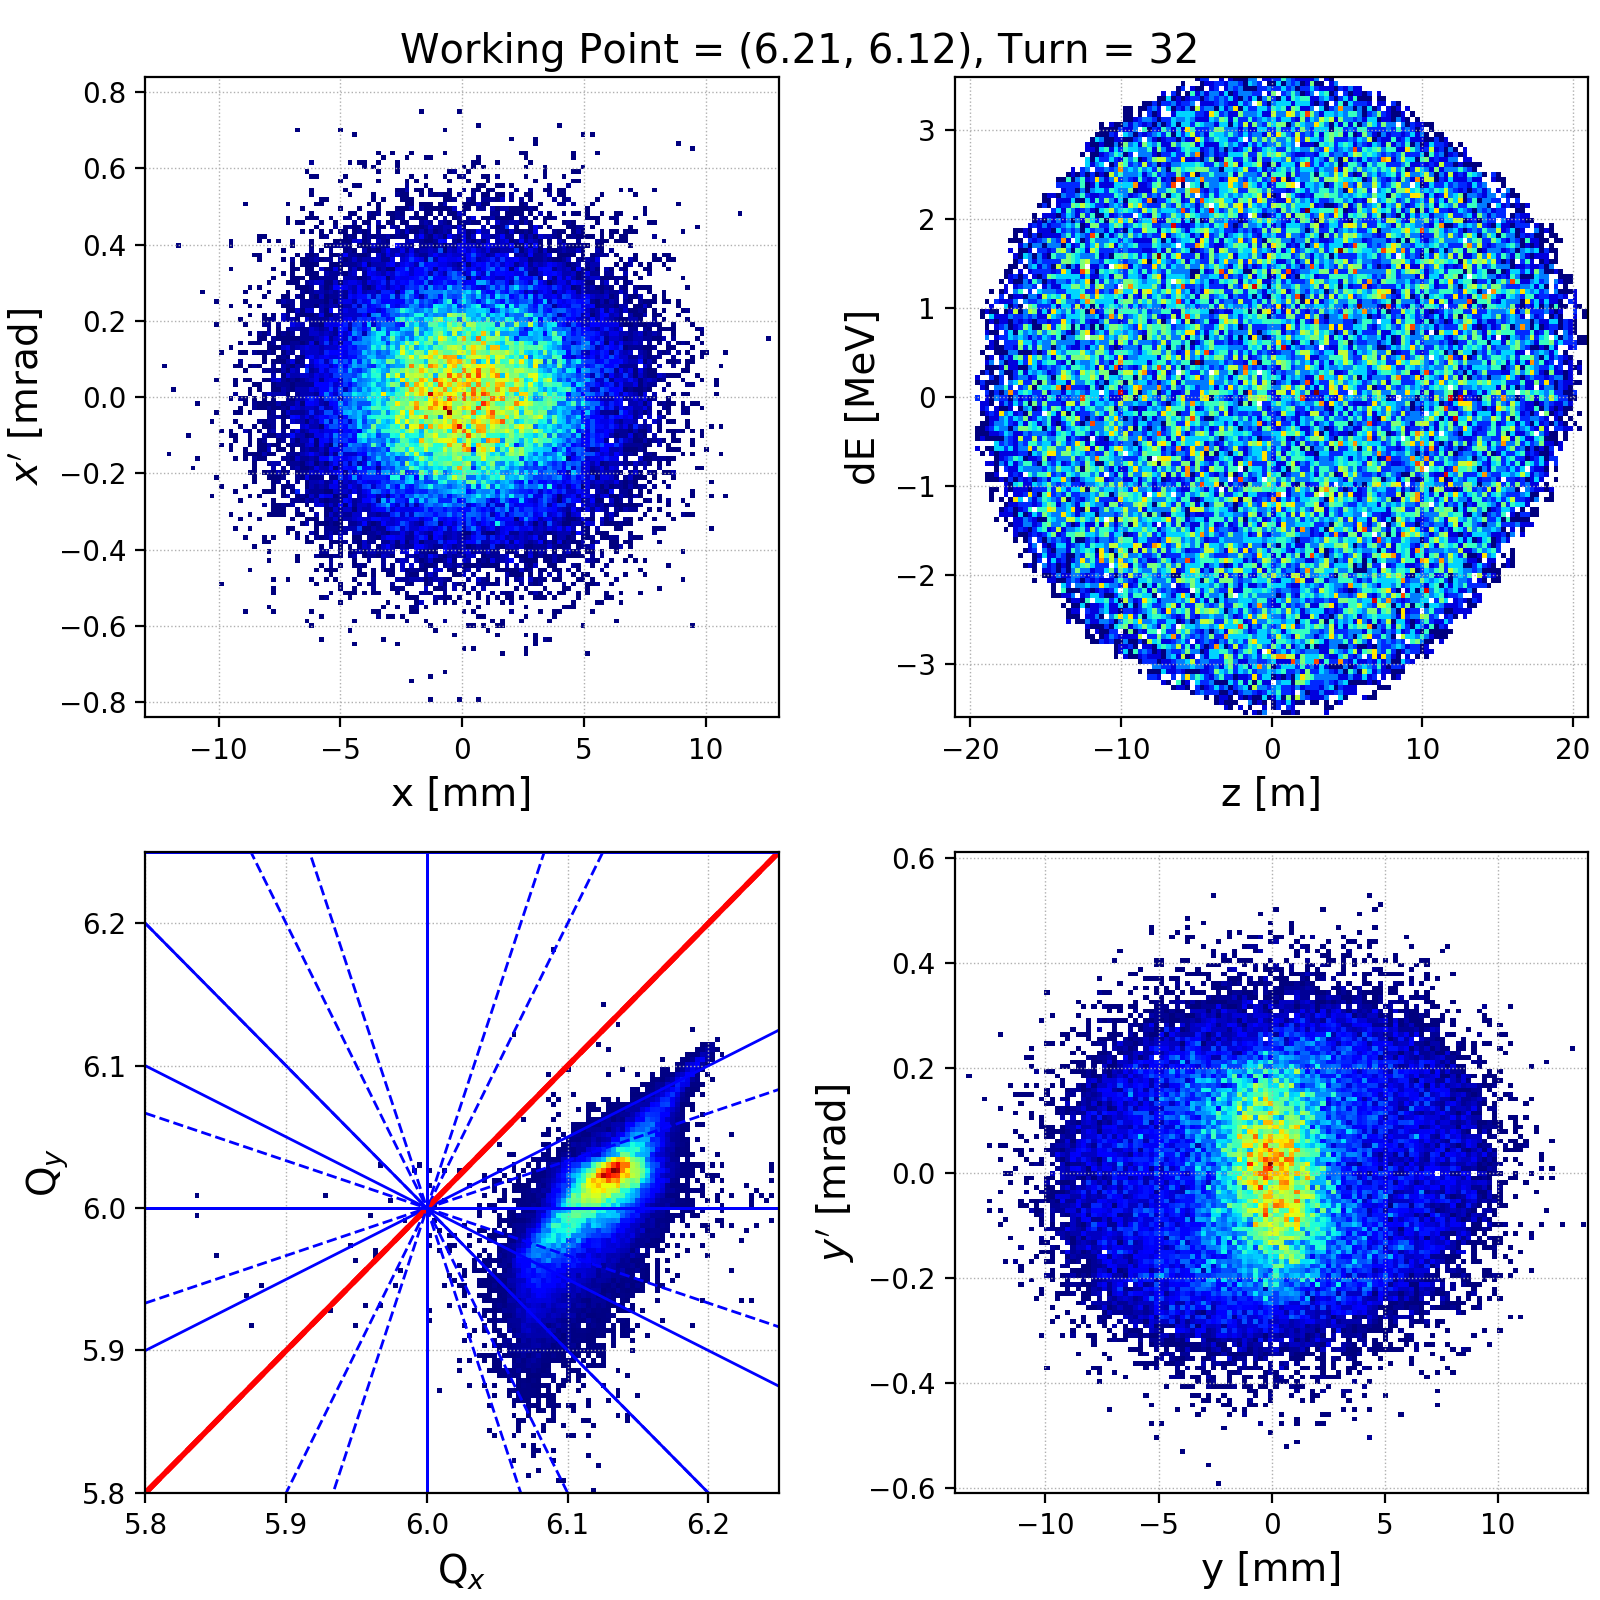 Working Point = (6.21, 6.12), Turn = 32
0.8
0.6
0.4
0.2
0.0
−0.2
−0.4
−0.6
−0.8
x′ [mrad]
−10 −5 0 5 10
x [mm]
3
2
1
0
−1
−2
−3
dE [MeV]
−20 −10 0 10 20
z [m]
6.2
6.1
6.0
5.9
5.8
Qy
5.8 5.9 6.0 6.1 6.2
Qx
0.6
0.4
0.2
0.0
−0.2
−0.4
−0.6
y′ [mrad]
−10 −5 0 5 10
y [mm]